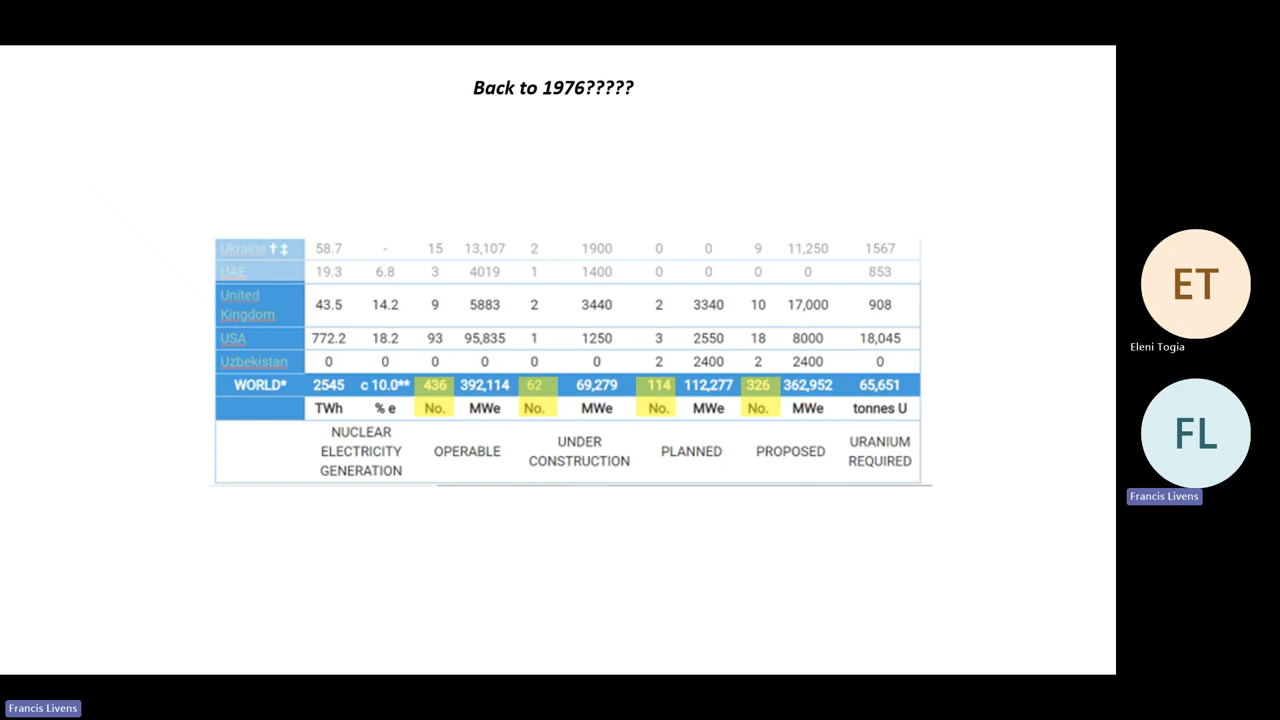 Back to 1976?????
Ukraine † ‡ 58.7 - 15 13,107 2 1900 0 0 9 11,250 1567
UAE 19.3 6.8 3 4019 1 1400 0 0 0 0 853
United
Kingdom 43.5 14.2 9 5883 2 3440 2 3340 10 17,000 908
USA 772.2 18.2 93 95,835 1 1250 3 2550 18 8000 18,045
Uzbekistan 0 0 0 0 0 0 2 2400 2 2400 0
WORLD* 2545 c 10.0** 436 392,114 62 69,279 114 112,277 326 362,952 65,651
TWh % e No. MWe No. MWe No. MWe No. MWe tonnes U
NUCLEAR
ELECTRICITY
GENERATION
OPERABLE
UNDER
CONSTRUCTION
PLANNED
PROPOSED
URANIUM
REQUIRED
ET
Eleni Togia
FL
Francis Livens
Francis Livens